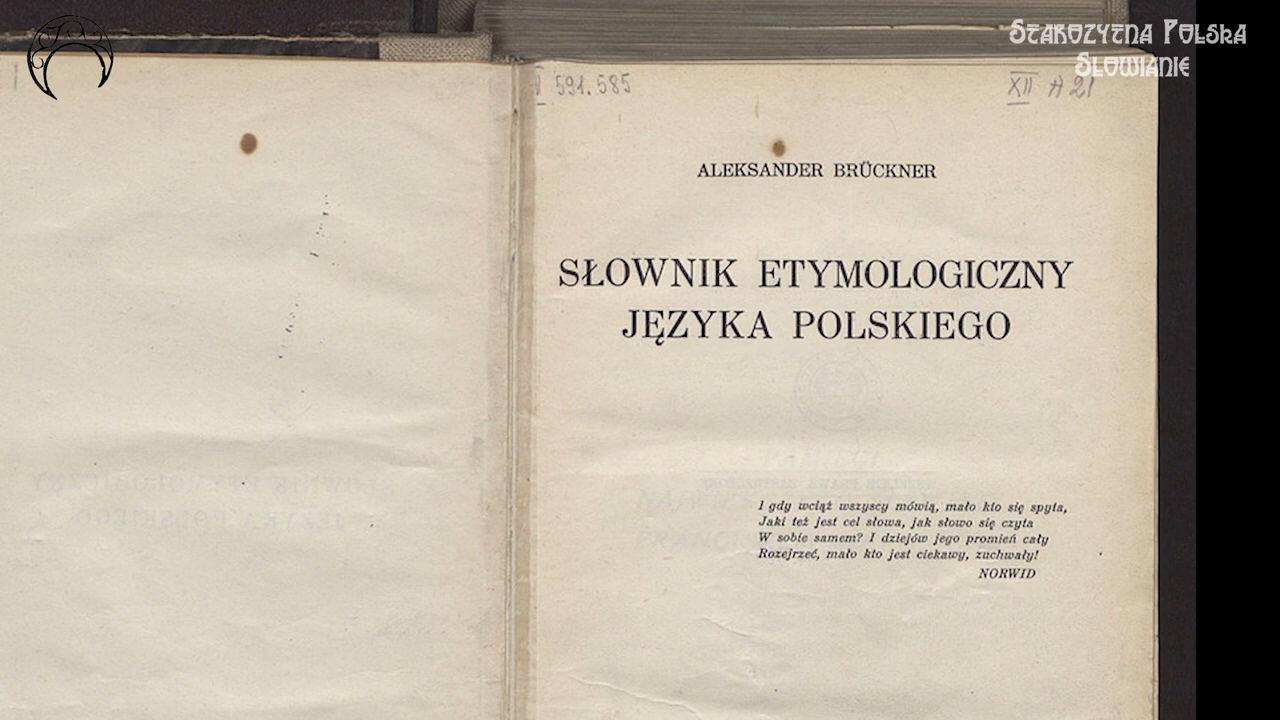 Starożytna Polska
Słowianie
591.585
XII A 21
ALEKSANDER BRÜCKNER
SŁOWNIK ETYMOLOGICZNY
JĘZYKA POLSKIEGO
I gdy wciąż wszyscy mówią, mało kto się spyta,
Jaki też jest cel słowa, jak słowo się czyta
W sobie samem? I dziejów jego promień cały
Rozejrzeć, mało kto jest ciekawy, zuchwały!
NORWID